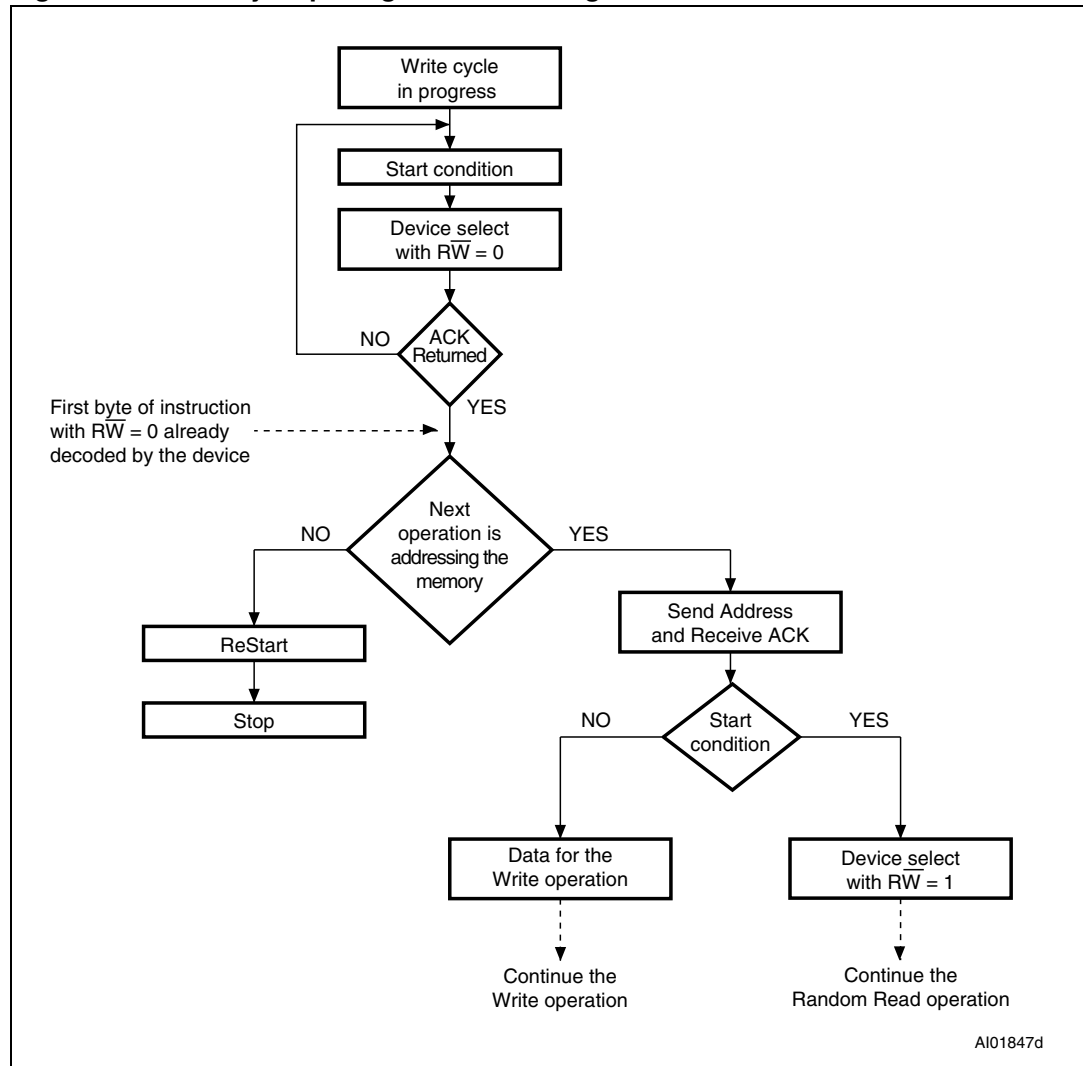 Write cycle
in progress
Start condition
Device select
with RW̅ = 0
NO
ACK
Returned
YES
First byte of instruction
with RW̅ = 0 already
decoded by the device
Next
operation is
addressing the
memory
NO
YES
Send Address
and Receive ACK
ReStart
Stop
NO
Start
condition
YES
Data for the
Write operation
Device select
with RW̅ = 1
Continue the
Write operation
Continue the
Random Read operation
AI01847d